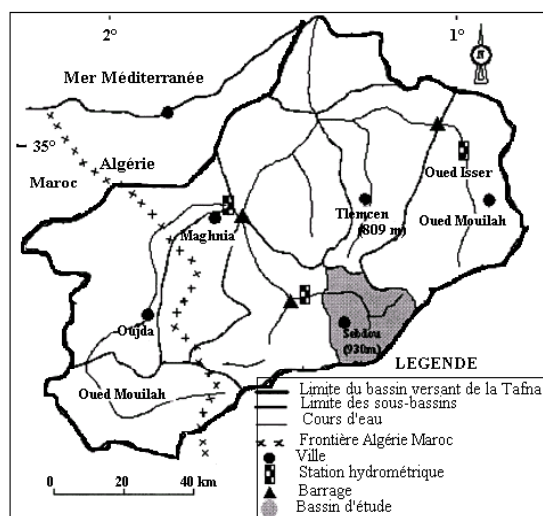 2°
1°
N
Mer Méditerranée
35°
Algérie
Maroc
Oued Isser
Tlemcen
(809 m)
Oued Mouilah
Maghnia
Oujda
Sebdou
(930m)
Oued Mouilah
LEGENDE
Limite du bassin versant de la Tafna
Limite des sous-bassins
Cours d'eau
Frontière Algérie Maroc
Ville
Station hydrométrique
Barrage
Bassin d'étude
0 20 40 km